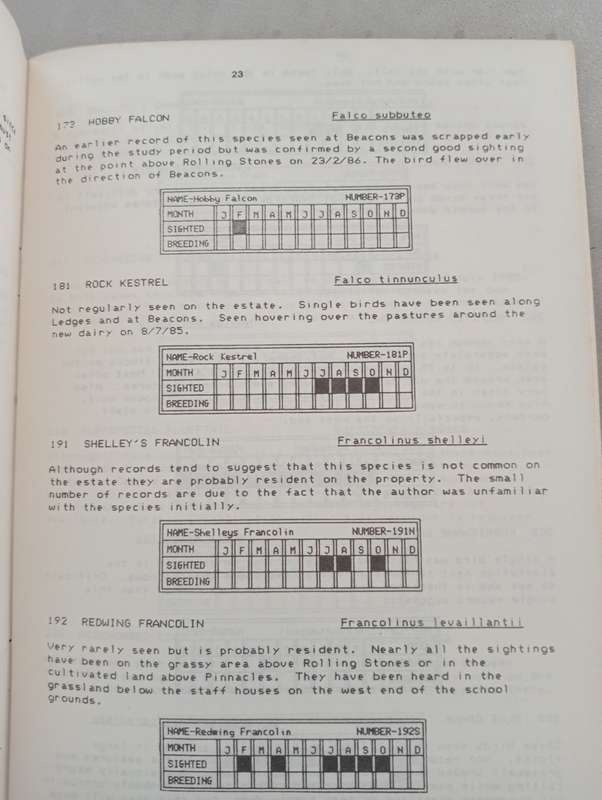 23
173 HOBBY FALCON Falco subbuteo
An earlier record of this species seen at Beacons was scrapped early
during the study period but was confirmed by a second good sighting
at the point above Rolling Stones on 23/2/86. The bird flew over in
the direction of Beacons.
NAME-Hobby Falcon NUMBER-173P
MONTH J F M A M J J A S O N D
SIGHTED
BREEDING
181 ROCK KESTREL Falco tinnunculus
Not regularly seen on the estate. Single birds have been seen along
Ledges and at Beacons. Seen hovering over the pastures around the
new dairy on 8/7/85.
NAME-Rock Kestrel NUMBER-181P
MONTH J F M A M J J A S O N D
SIGHTED
BREEDING
191 SHELLEY'S FRANCOLIN Francolinus shelleyi
Although records tend to suggest that this species is not common on
the estate they are probably resident on the property. The small
number of records are due to the fact that the author was unfamiliar
with the species initially.
NAME-Shelleys Francolin NUMBER-191N
MONTH J F M A M J J A S O N D
SIGHTED
BREEDING
192 REDWING FRANCOLIN Francolinus levaillantii
Very rarely seen but is probably resident. Nearly all the sightings
have been on the grassy area above Rolling Stones or in the
cultivated land above Pinnacles. They have been heard in the
grassland below the staff houses on the west end of the school
grounds.
NAME-Redwing Francolin NUMBER-192S
MONTH J F M A M J J A S O N D
SIGHTED
BREEDING